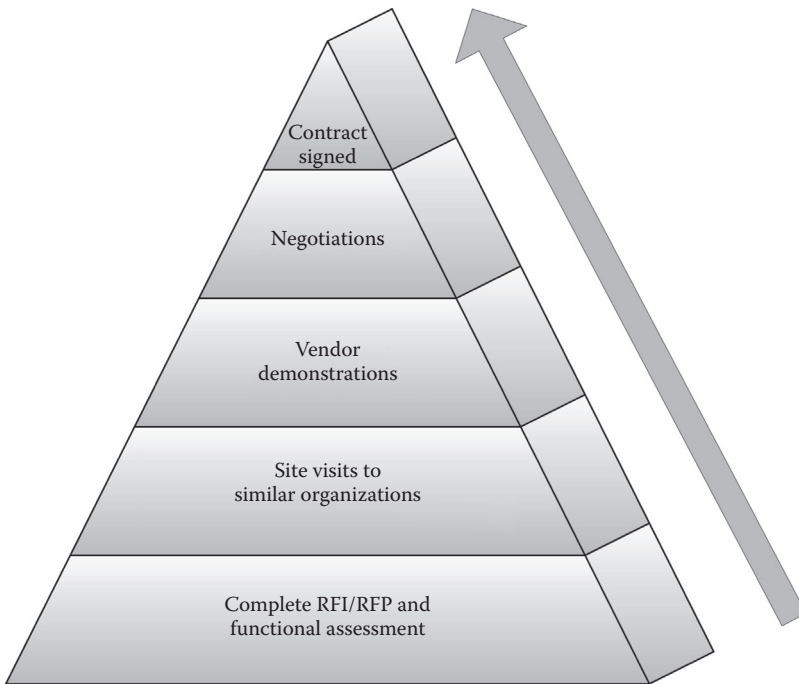 Contract
signed
Negotiations
Vendor
demonstrations
Site visits to
similar organizations
Complete RFI/RFP and
functional assessment